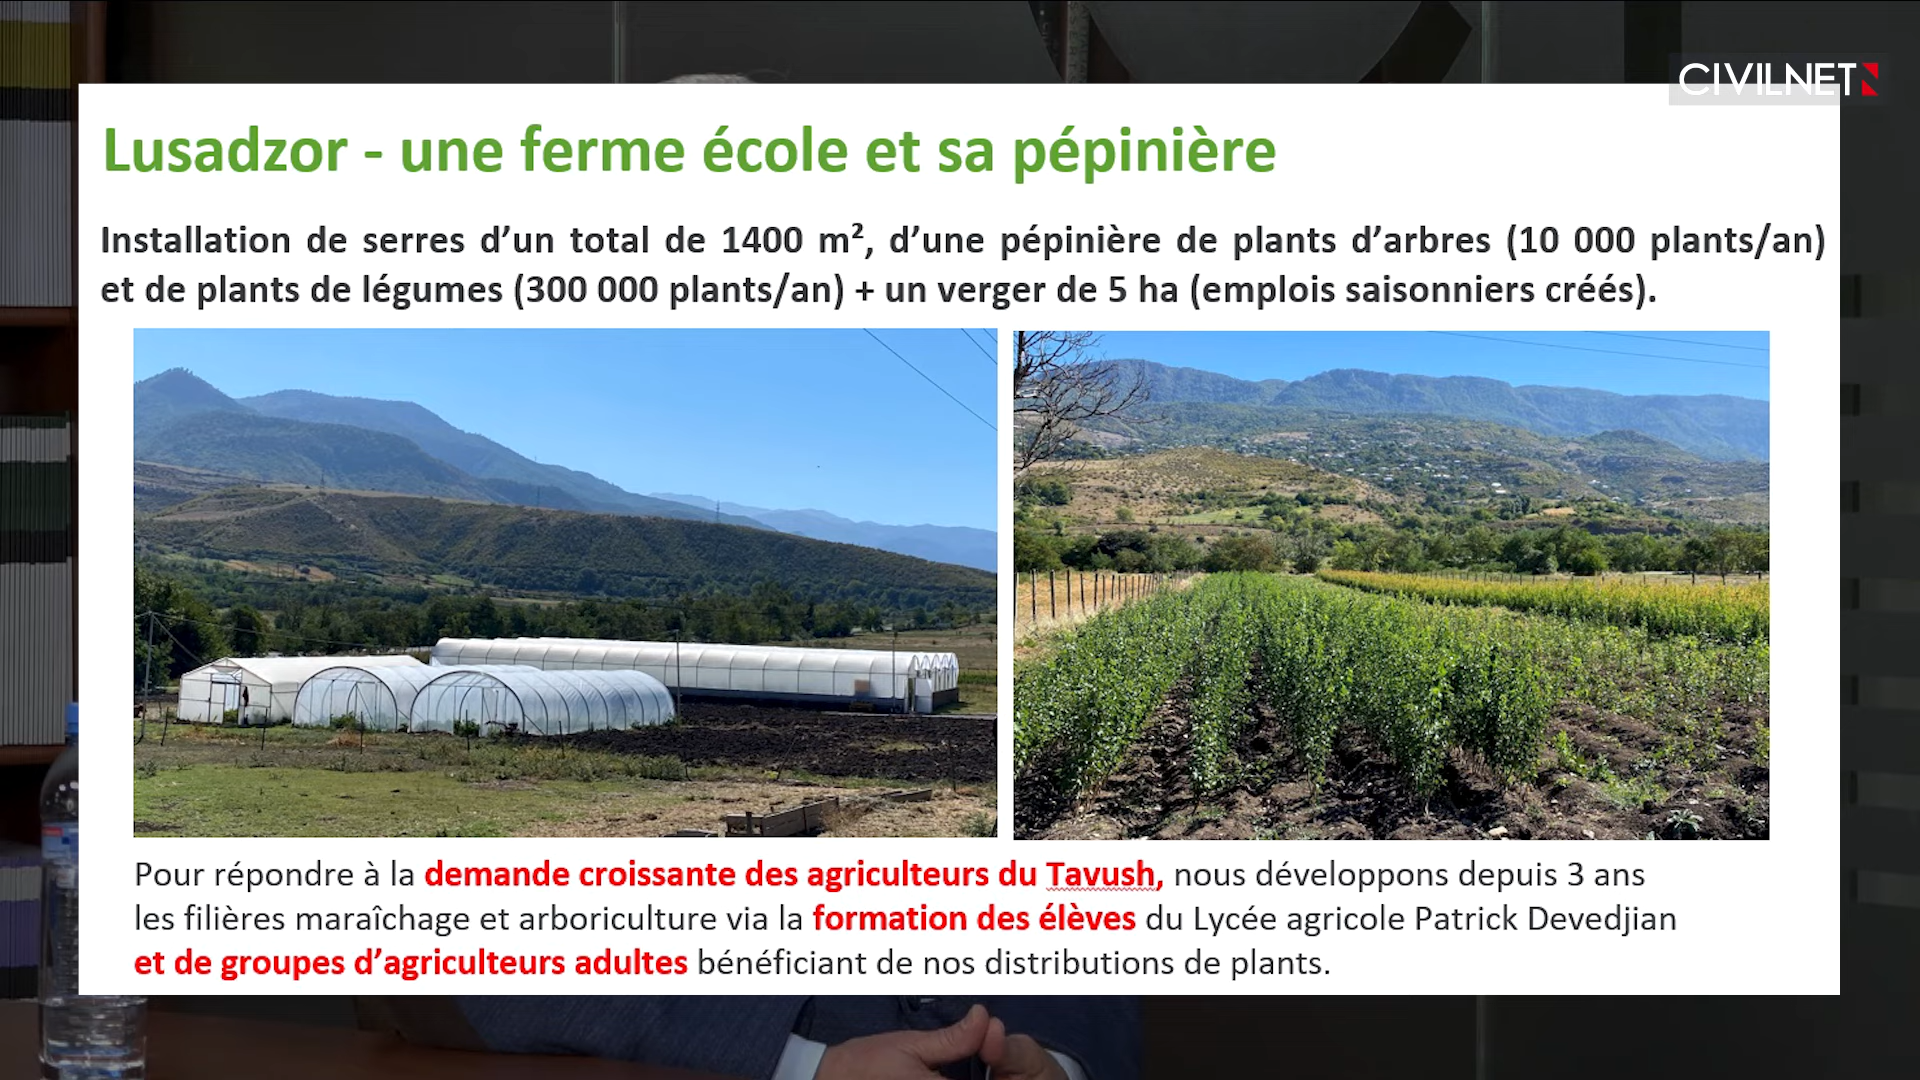 CIVILNET
Lusadzor - une ferme école et sa pépinière
Installation de serres d’un total de 1400 m², d’une pépinière de plants d’arbres (10 000 plants/an)
et de plants de légumes (300 000 plants/an) + un verger de 5 ha (emplois saisonniers créés).
Pour répondre à la demande croissante des agriculteurs du Tavush, nous développons depuis 3 ans
les filières maraîchage et arboriculture via la formation des élèves du Lycée agricole Patrick Devedjian
et de groupes d’agriculteurs adultes bénéficiant de nos distributions de plants.